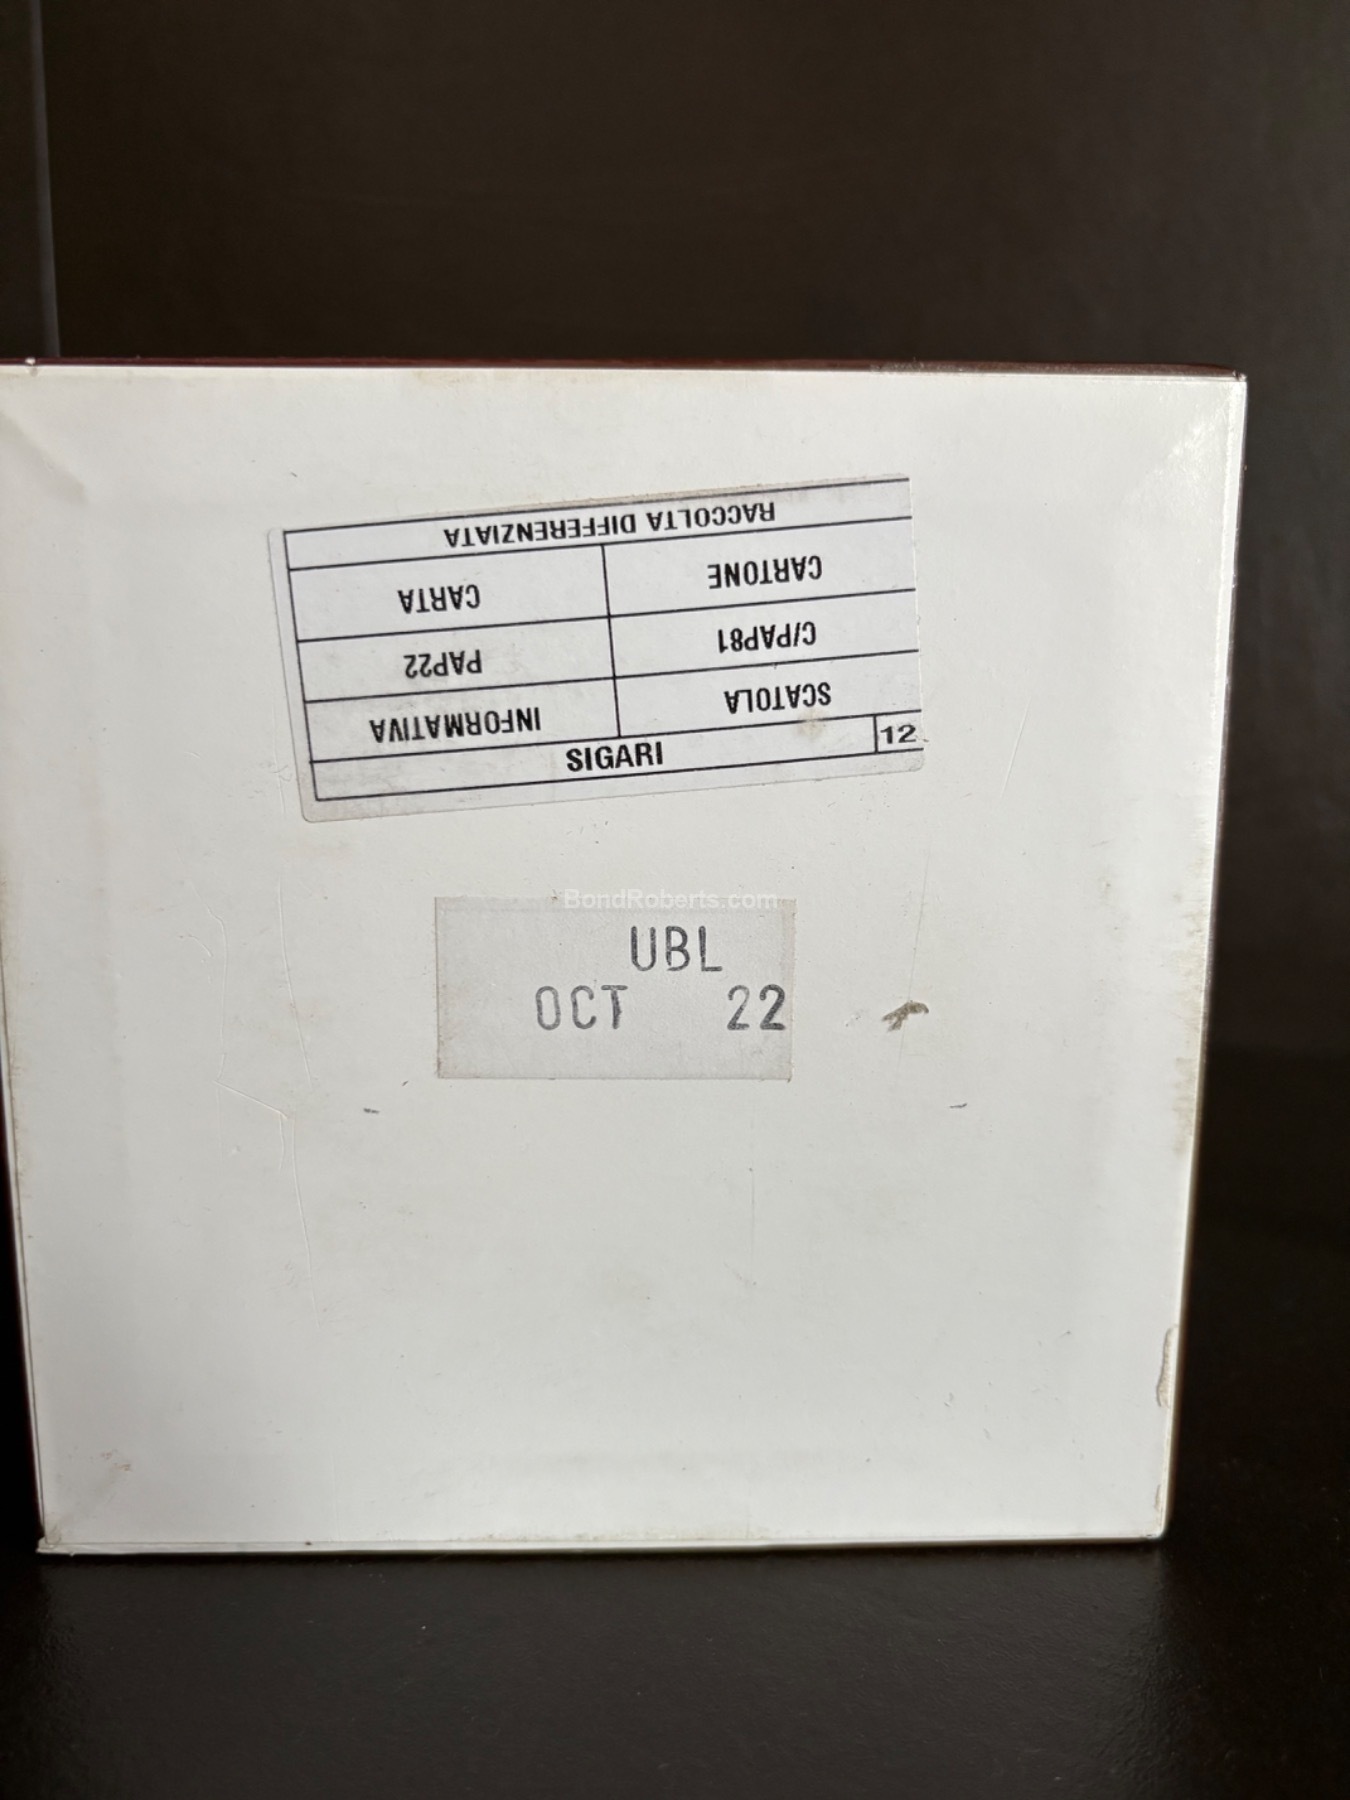 SIGARI 12
SCATOLA INFORMATIVA
C/PAP81 PAP22
CARTONE CARTA
RACCOLTA DIFFERENZIATA
BondRoberts.com
UBL
OCT 22